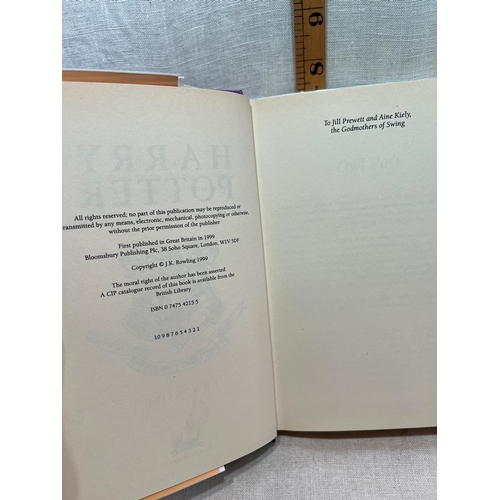 6
8
To Jill Prewett and Aine Kiely,
the Godmothers of Swing
HARRY
POTTER
All rights reserved; no part of this publication may be reproduced or
transmitted by any means, electronic, mechanical, photocopying or otherwise,
without the prior permission of the publisher
First published in Great Britain in 1999
Bloomsbury Publishing Plc, 38 Soho Square, London, W1V 5DF
Copyright © J.K. Rowling 1999
The moral right of the author has been asserted
A CIP catalogue record of this book is available from the
British Library
ISBN 0 7475 4215 5
10 9 8 7 6 5 4 3 2 1